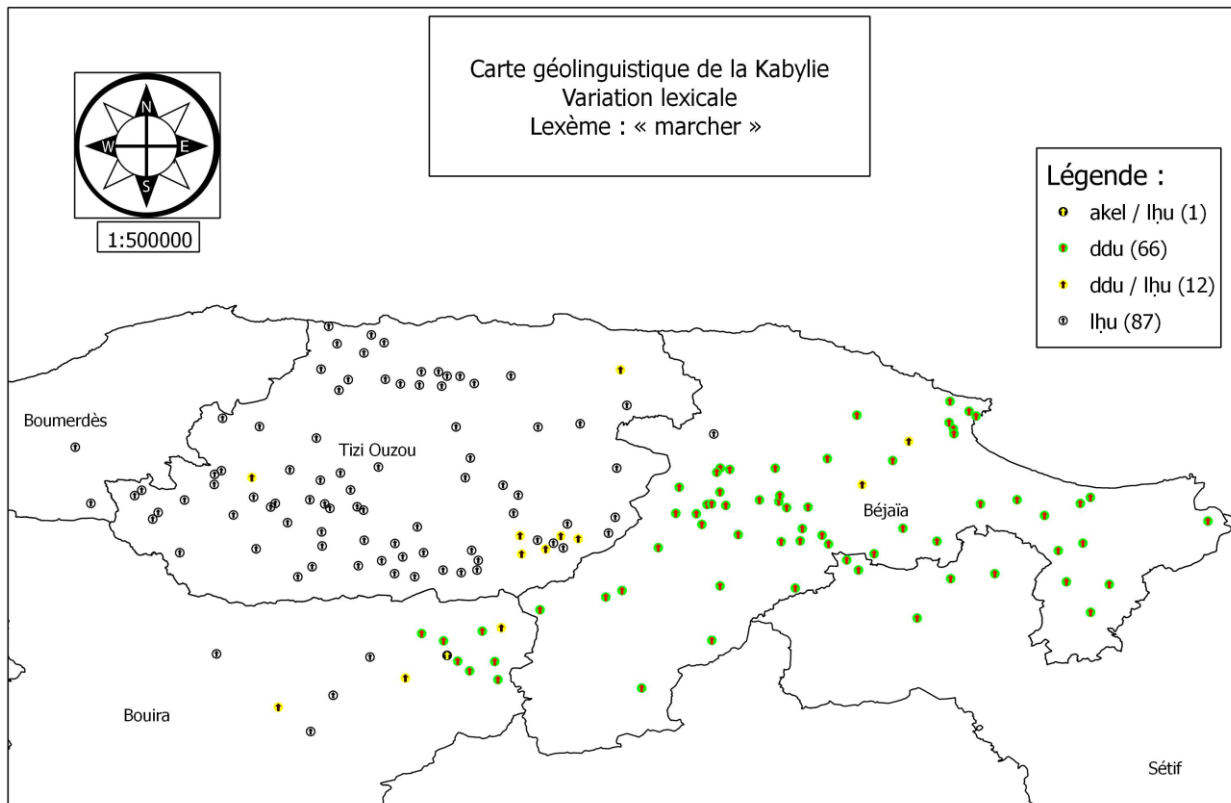 Carte géolinguistique de la Kabylie
Variation lexicale
Lexème : « marcher »
N
W
E
S
1:500000
Légende :
akel / lḥu (1)
ddu (66)
ddu / lḥu (12)
lḥu (87)
Boumerdès
Tizi Ouzou
Béjaïa
Bouira
Sétif